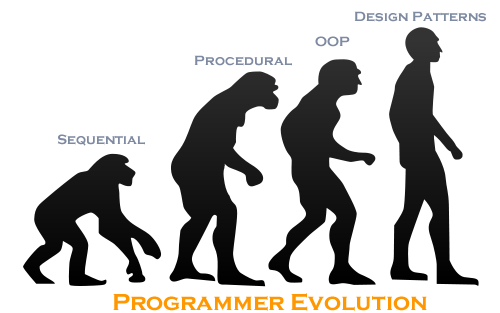 Design Patterns
OOP
Procedural
Sequential
Programmer Evolution